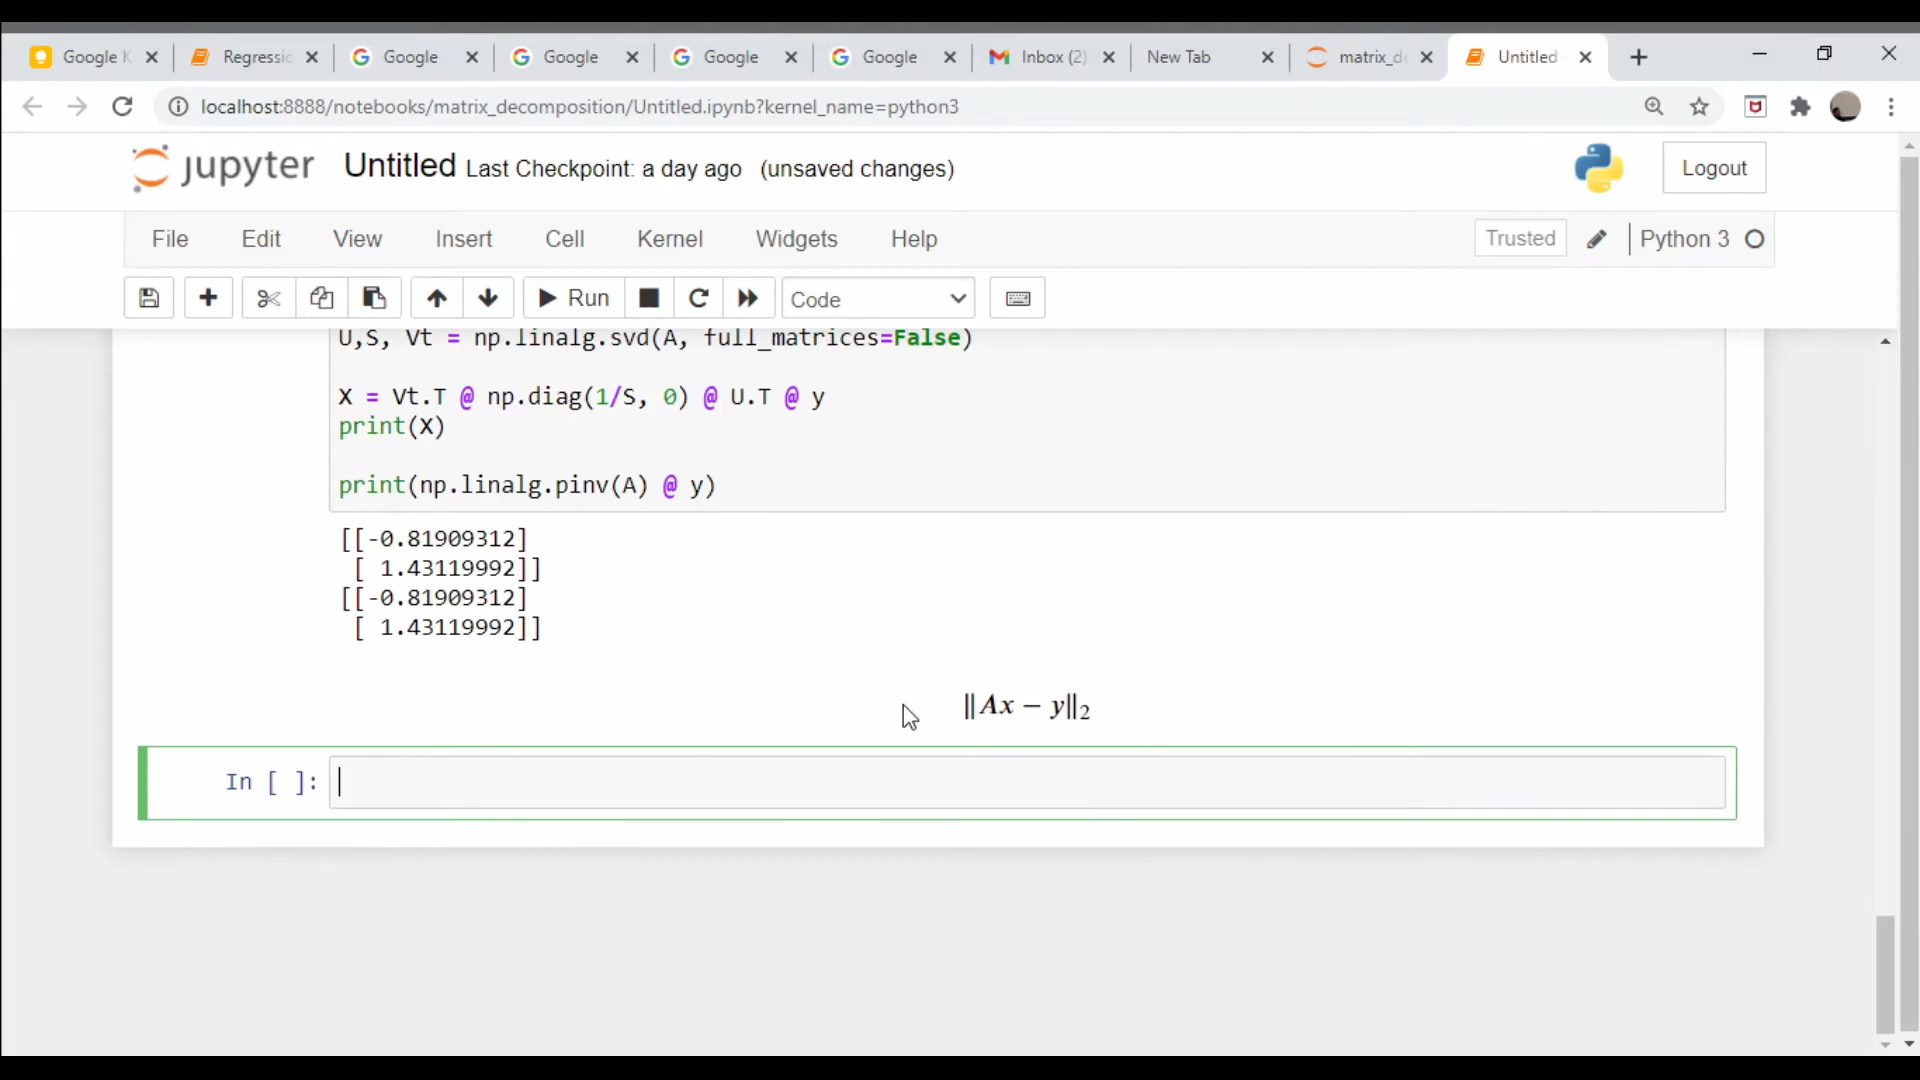 Google K Regressio Google Google Google Google Inbox (2) New Tab matrix_de Untitled
localhost:8888/notebooks/matrix_decomposition/Untitled.ipynb?kernel_name=python3
jupyter Untitled Last Checkpoint: a day ago (unsaved changes) Logout
File Edit View Insert Cell Kernel Widgets Help Trusted Python 3
Run Code
U,S, Vt = np.linalg.svd(A, full_matrices=False)
X = Vt.T @ np.diag(1/S, 0) @ U.T @ y
print(X)
print(np.linalg.pinv(A) @ y)
[[-0.81909312]
 [ 1.43119992]]
[[-0.81909312]
 [ 1.43119992]]
‖Ax − y‖₂
In [ ]: